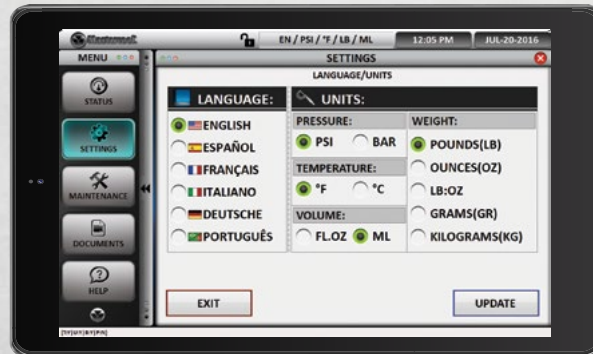 Mastercool
EN / PSI / °F / LB / ML
12:05 PM
JUL-20-2016
MENU
SETTINGS
LANGUAGE/UNITS
STATUS
SETTINGS
MAINTENANCE
DOCUMENTS
HELP
LANGUAGE:
ENGLISH
ESPAÑOL
FRANÇAIS
ITALIANO
DEUTSCHE
PORTUGUÊS
UNITS:
PRESSURE:
PSI BAR
TEMPERATURE:
°F °C
VOLUME:
FL.OZ ML
WEIGHT:
POUNDS(LB)
OUNCES(OZ)
LB:OZ
GRAMS(GR)
KILOGRAMS(KG)
EXIT
UPDATE